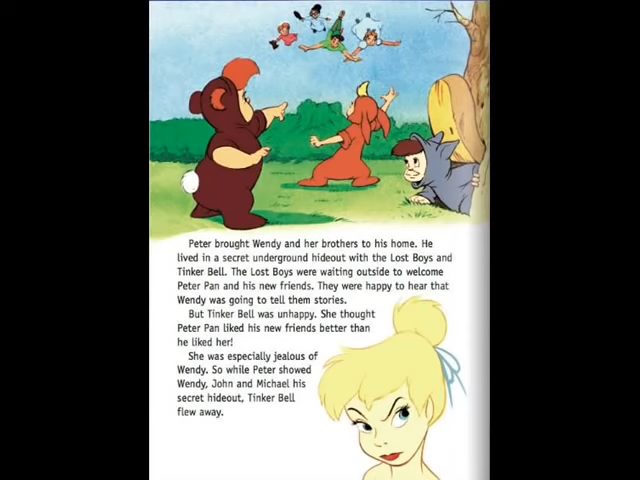 Peter brought Wendy and her brothers to his home. He
lived in a secret underground hideout with the Lost Boys and
Tinker Bell. The Lost Boys were waiting outside to welcome
Peter Pan and his new friends. They were happy to hear that
Wendy was going to tell them stories.
But Tinker Bell was unhappy. She thought
Peter Pan liked his new friends better than
he liked her!
She was especially jealous of
Wendy. So while Peter showed
Wendy, John and Michael his
secret hideout, Tinker Bell
flew away.